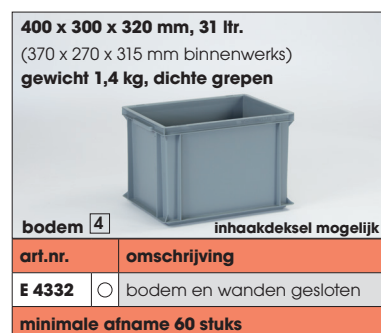 400 x 300 x 320 mm, 31 ltr.
(370 x 270 x 315 mm binnenwerks)
gewicht 1,4 kg, dichte grepen
bodem 4
inhaakdeksel mogelijk
art.nr. omschrijving
E 4332 bodem en wanden gesloten
minimale afname 60 stuks